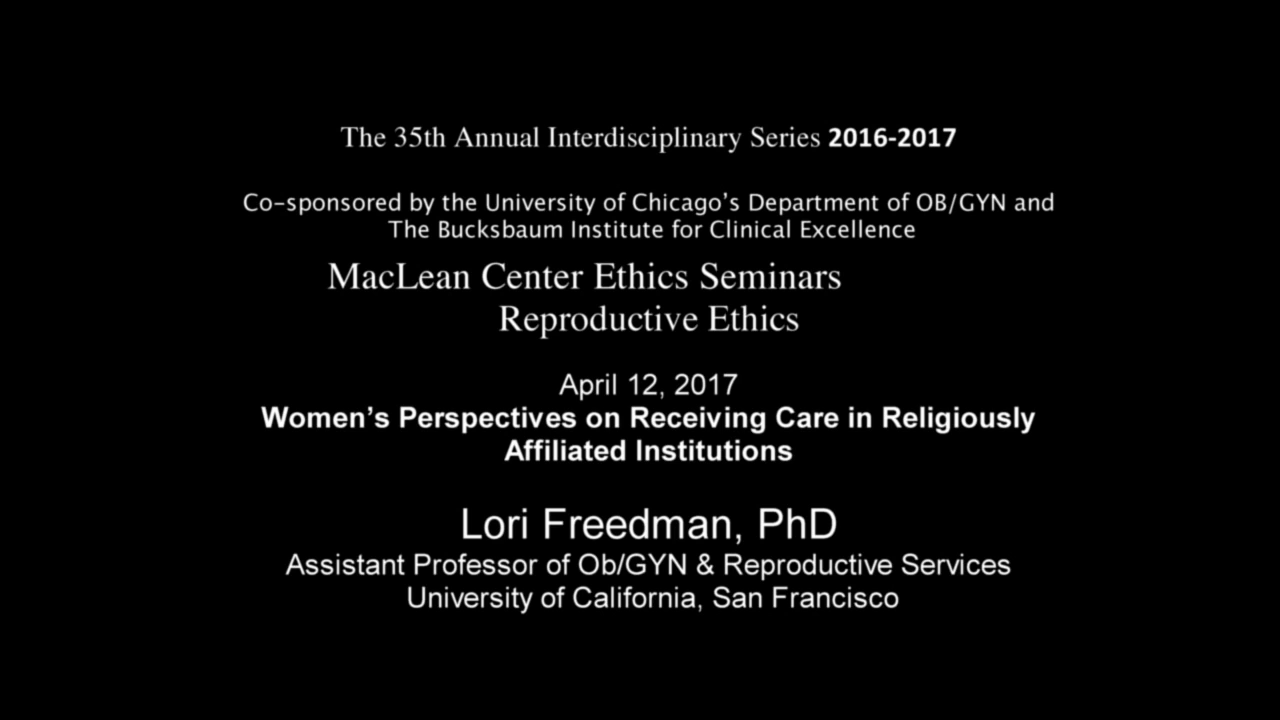 The 35th Annual Interdisciplinary Series 2016-2017
Co-sponsored by the University of Chicago's Department of OB/GYN and
The Bucksbaum Institute for Clinical Excellence
MacLean Center Ethics Seminars
Reproductive Ethics
April 12, 2017
Women's Perspectives on Receiving Care in Religiously
Affiliated Institutions
Lori Freedman, PhD
Assistant Professor of Ob/GYN & Reproductive Services
University of California, San Francisco